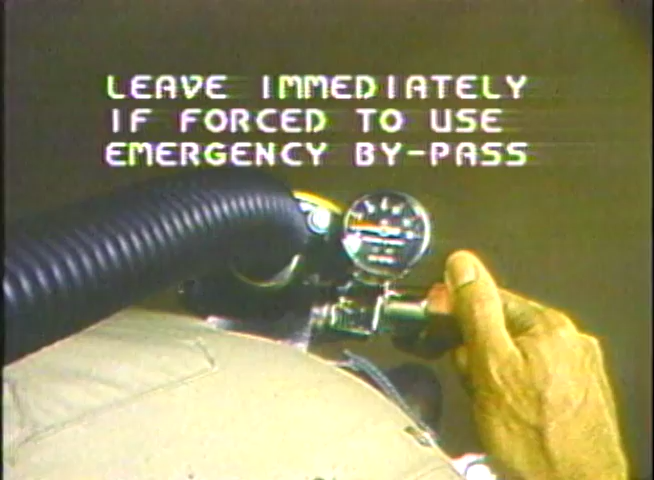 LEAVE IMMEDIATELY
IF FORCED TO USE
EMERGENCY BY-PASS